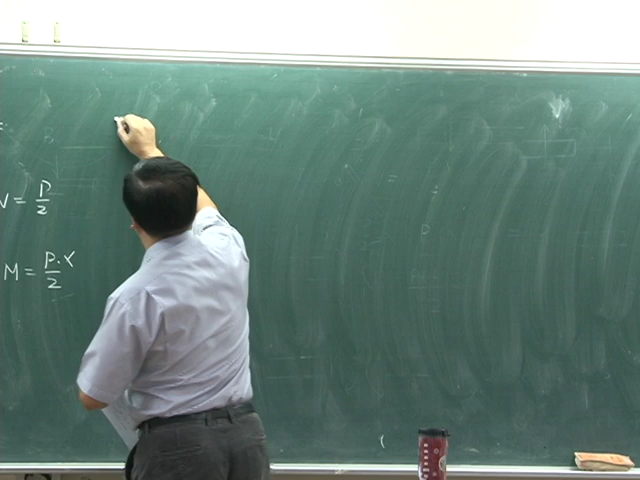 V = P/2
M = P·x/2